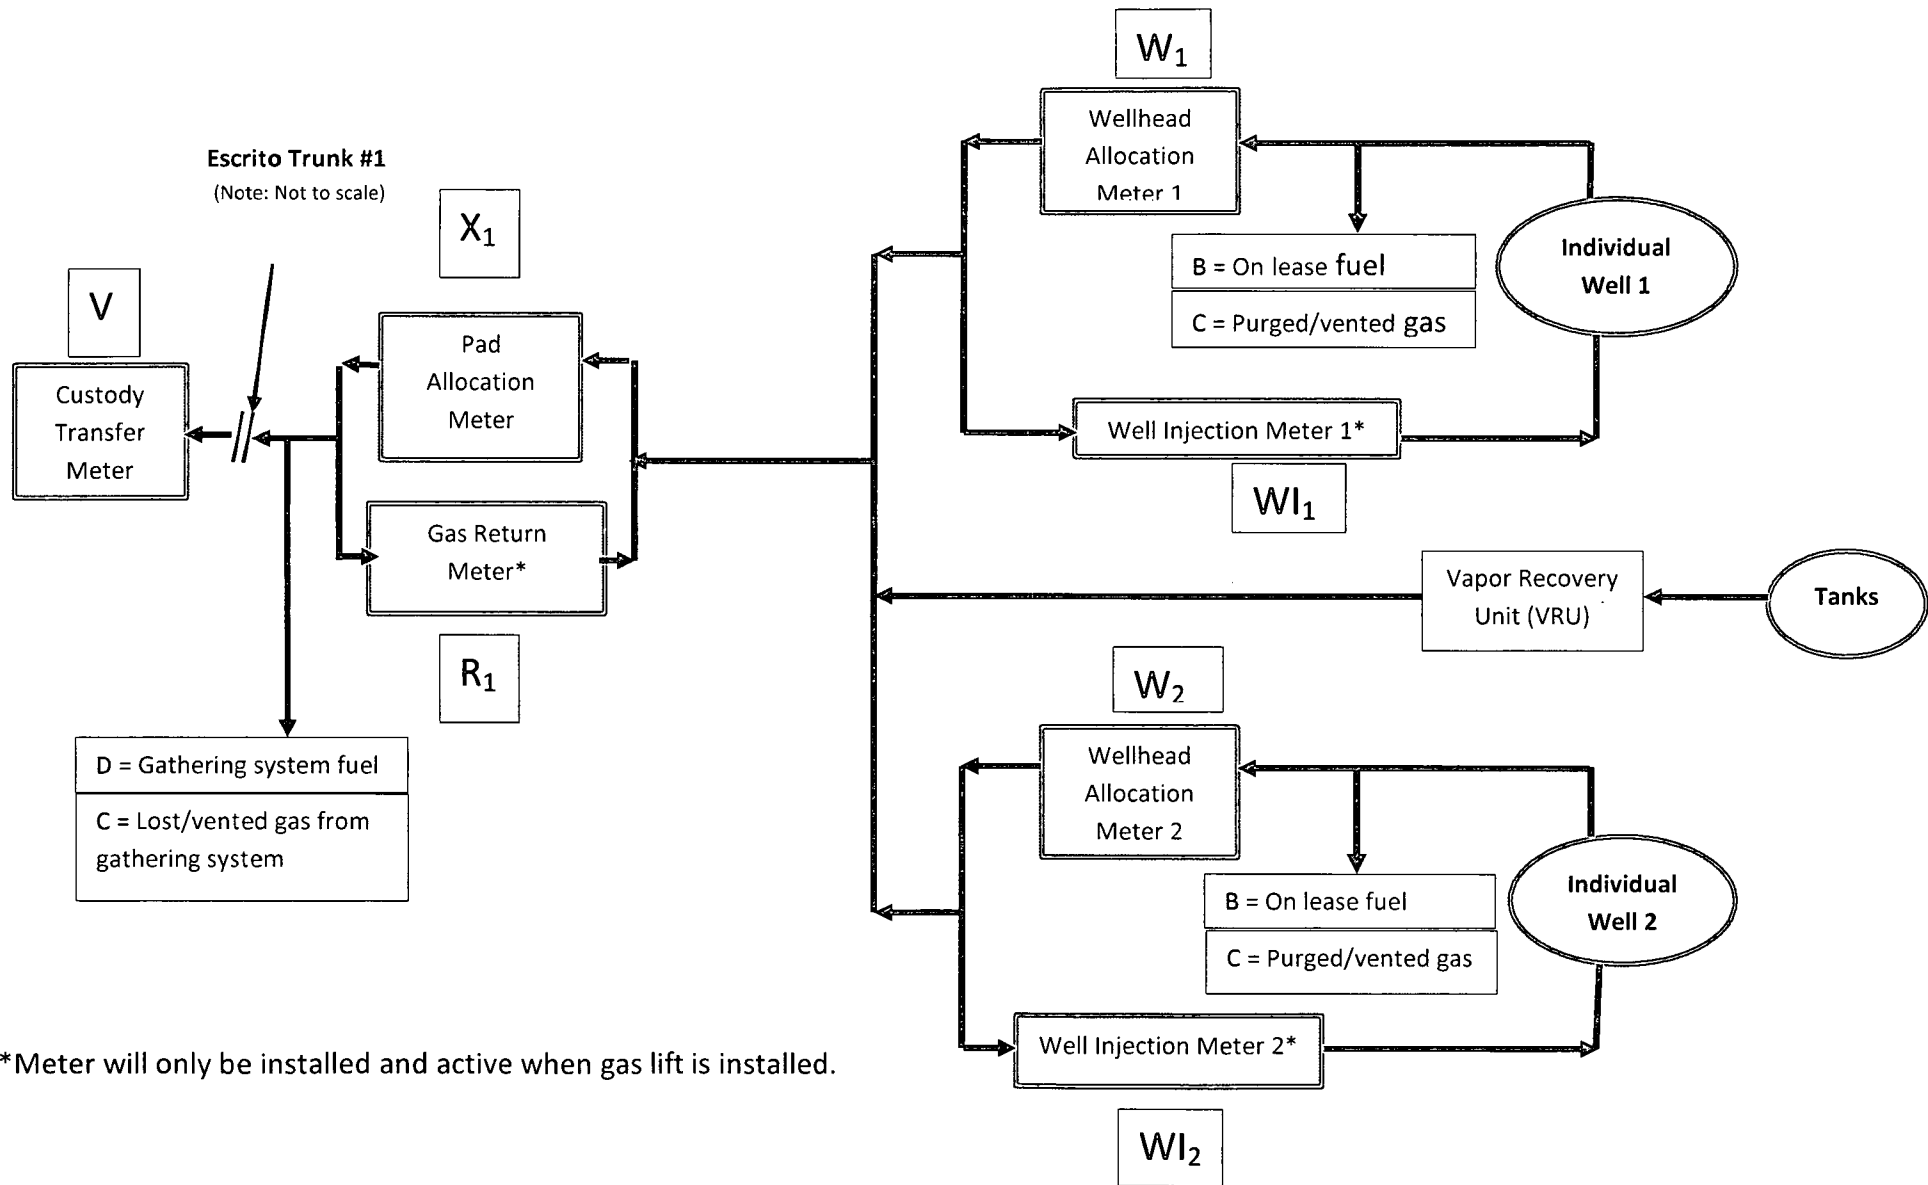 Escrito Trunk #1
(Note: Not to scale)
V
Custody
Transfer
Meter
X₁
Pad
Allocation
Meter
Gas Return
Meter*
R₁
D = Gathering system fuel
C = Lost/vented gas from
gathering system
W₁
Wellhead
Allocation
Meter 1
B = On lease fuel
C = Purged/vented gas
Individual
Well 1
Well Injection Meter 1*
WI₁
Vapor Recovery
Unit (VRU)
Tanks
W₂
Wellhead
Allocation
Meter 2
B = On lease fuel
C = Purged/vented gas
Individual
Well 2
Well Injection Meter 2*
WI₂
*Meter will only be installed and active when gas lift is installed.